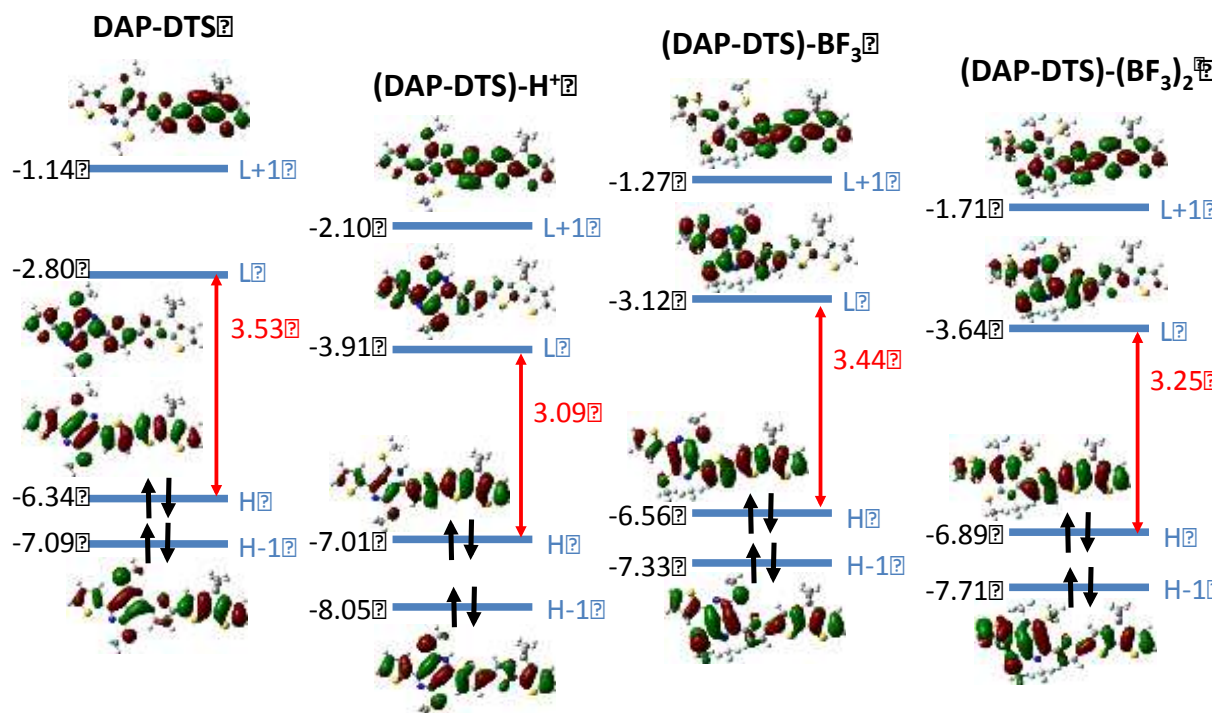 DAP-DTS
-1.14
L+1
-2.80
L
3.53
-6.34
H
-7.09
H-1
(DAP-DTS)-H⁺
-2.10
L+1
-3.91
L
3.09
-7.01
H
-8.05
H-1
(DAP-DTS)-BF₃
-1.27
L+1
-3.12
L
3.44
-6.56
H
-7.33
H-1
(DAP-DTS)-(BF₃)₂
-1.71
L+1
-3.64
L
3.25
-6.89
H
-7.71
H-1